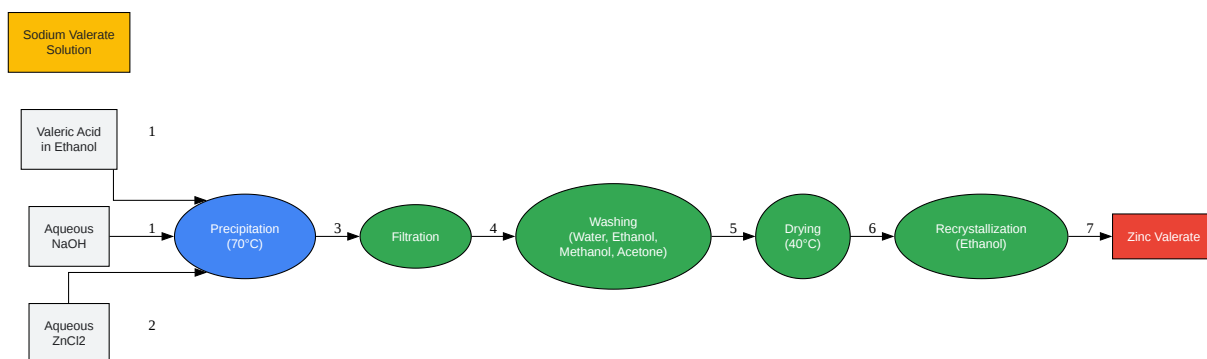 Sodium Valerate
Solution
Valeric Acid
in Ethanol
1
Aqueous
NaOH
1
Precipitation
(70°C)
3
Filtration
4
Washing
(Water, Ethanol,
Methanol, Acetone)
5
Drying
(40°C)
6
Recrystallization
(Ethanol)
7
Zinc Valerate
Aqueous
ZnCl2
2